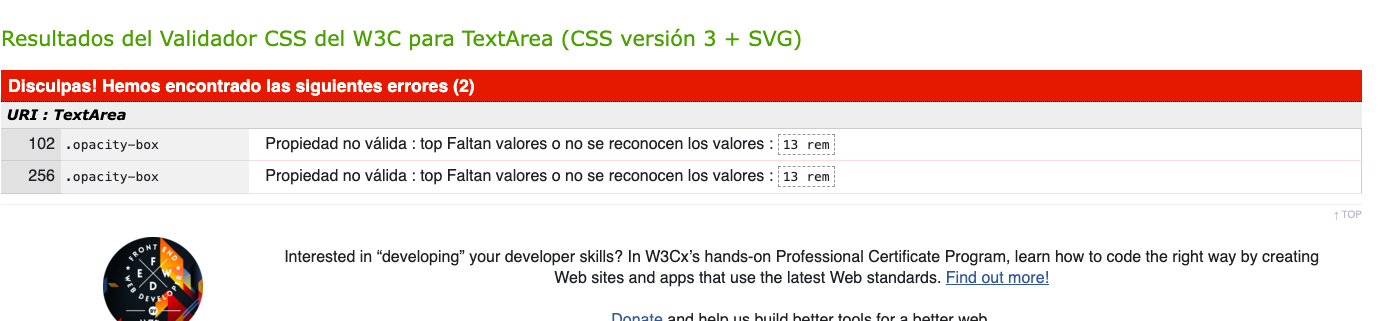 Resultados del Validador CSS del W3C para TextArea (CSS versión 3 + SVG)
Disculpas! Hemos encontrado las siguientes errores (2)
URI : TextArea
102 .opacity-box Propiedad no válida : top Faltan valores o no se reconocen los valores : 13 rem
256 .opacity-box Propiedad no válida : top Faltan valores o no se reconocen los valores : 13 rem
↑ TOP
FRONT END
WEB DEVELOPER
F
E W
D
BY
Interested in “developing” your developer skills? In W3Cx’s hands-on Professional Certificate Program, learn how to code the right way by creating
Web sites and apps that use the latest Web standards. Find out more!
Donate and help us build better tools for a better web.